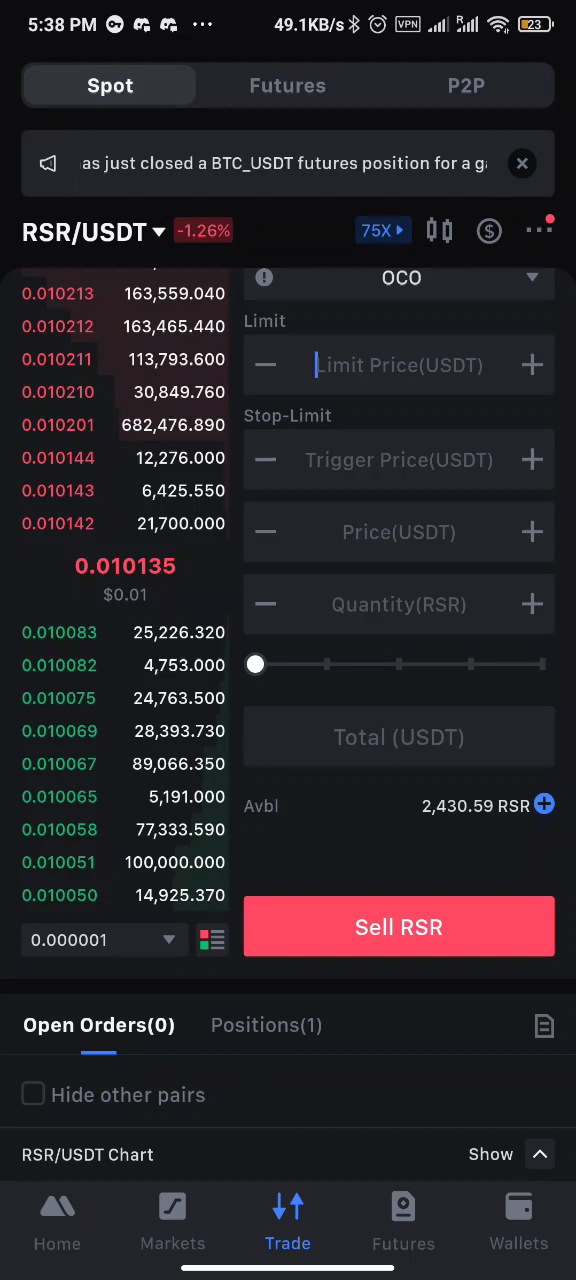 5:38 PM ... 49.1KB/s VPN R 23
Spot Futures P2P
as just closed a BTC_USDT futures position for a ga
RSR/USDT -1.26% 75X
OCO
0.010213 163,559.040
Limit
0.010212 163,465.440
0.010211 113,793.600
Limit Price(USDT)
0.010210 30,849.760
Stop-Limit
0.010201 682,476.890
0.010144 12,276.000
Trigger Price(USDT)
0.010143 6,425.550
0.010142 21,700.000
Price(USDT)
0.010135
$0.01
Quantity(RSR)
0.010083 25,226.320
0.010082 4,753.000
0.010075 24,763.500
0.010069 28,393.730
Total (USDT)
0.010067 89,066.350
0.010065 5,191.000
Avbl 2,430.59 RSR
0.010058 77,333.590
0.010051 100,000.000
0.010050 14,925.370
Sell RSR
0.000001
Open Orders(0) Positions(1)
Hide other pairs
RSR/USDT Chart Show
Home Markets Trade Futures Wallets